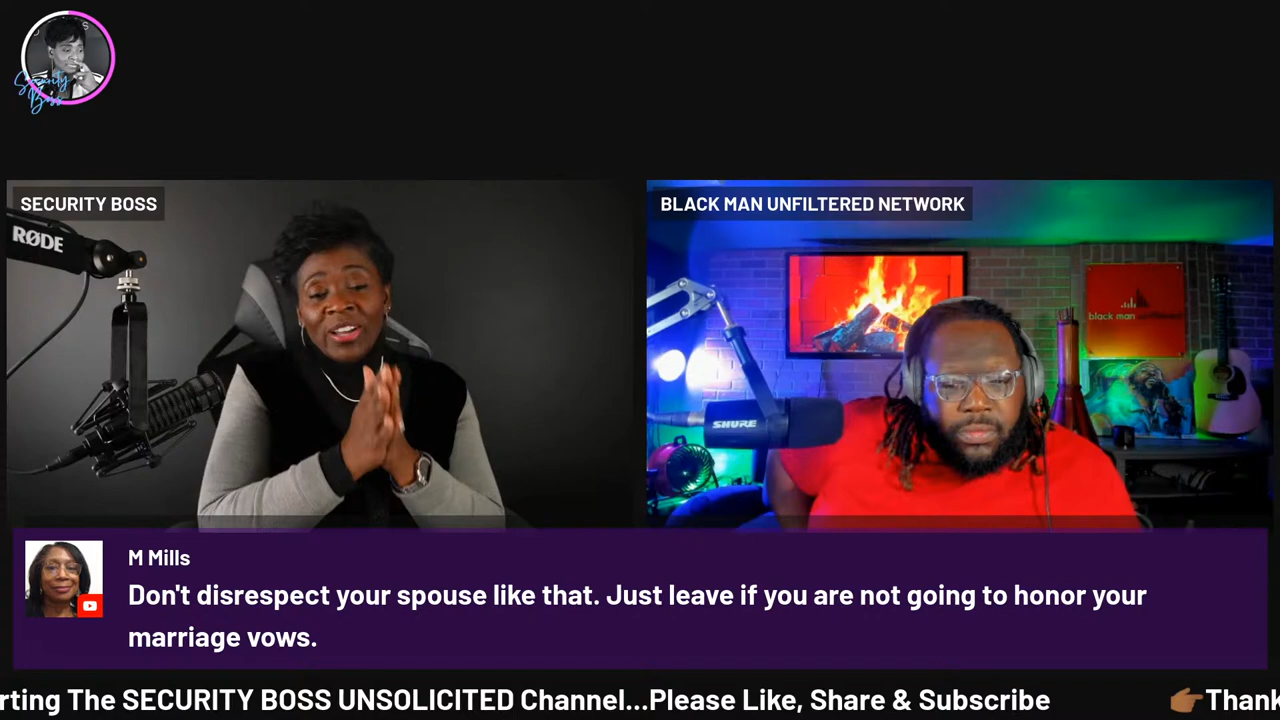 Security
Boss
SECURITY BOSS
BLACK MAN UNFILTERED NETWORK
RØDE
SHURE
black man
M Mills
Don't disrespect your spouse like that. Just leave if you are not going to honor your
marriage vows.
rting The SECURITY BOSS UNSOLICITED Channel...Please Like, Share & Subscribe 👉🏾Thank